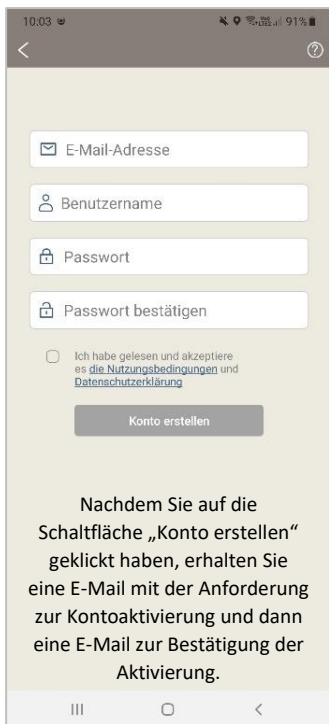 10:03
91%
E-Mail-Adresse
Benutzername
Passwort
Passwort bestätigen
Ich habe gelesen und akzeptiere
es die Nutzungsbedingungen und
Datenschutzerklärung
Konto erstellen
Nachdem Sie auf die
Schaltfläche „Konto erstellen“
geklickt haben, erhalten Sie
eine E-Mail mit der Anforderung
zur Kontoaktivierung und dann
eine E-Mail zur Bestätigung der
Aktivierung.